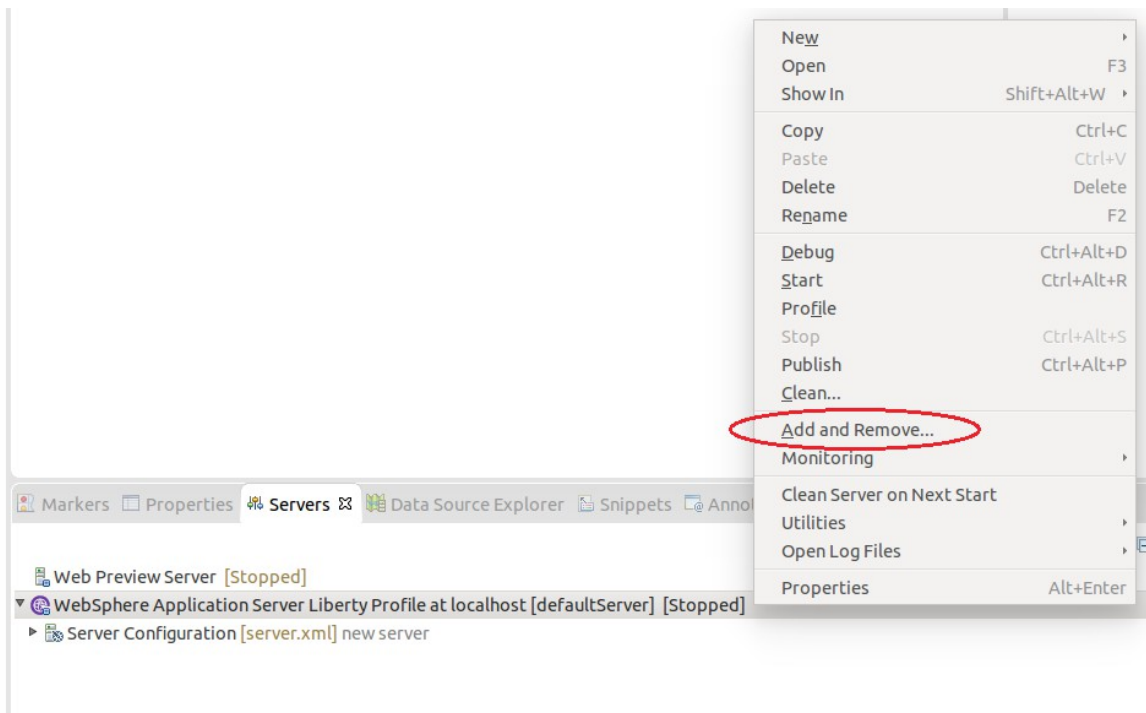 New
Open F3
Show In Shift+Alt+W
Copy Ctrl+C
Paste Ctrl+V
Delete Delete
Rename F2
Debug Ctrl+Alt+D
Start Ctrl+Alt+R
Profile
Stop Ctrl+Alt+S
Publish Ctrl+Alt+P
Clean...
Add and Remove...
Monitoring
Clean Server on Next Start
Utilities
Open Log Files
Properties Alt+Enter
Markers Properties Servers Data Source Explorer Snippets Anno
Web Preview Server [Stopped]
WebSphere Application Server Liberty Profile at localhost [defaultServer] [Stopped]
Server Configuration [server.xml] new server